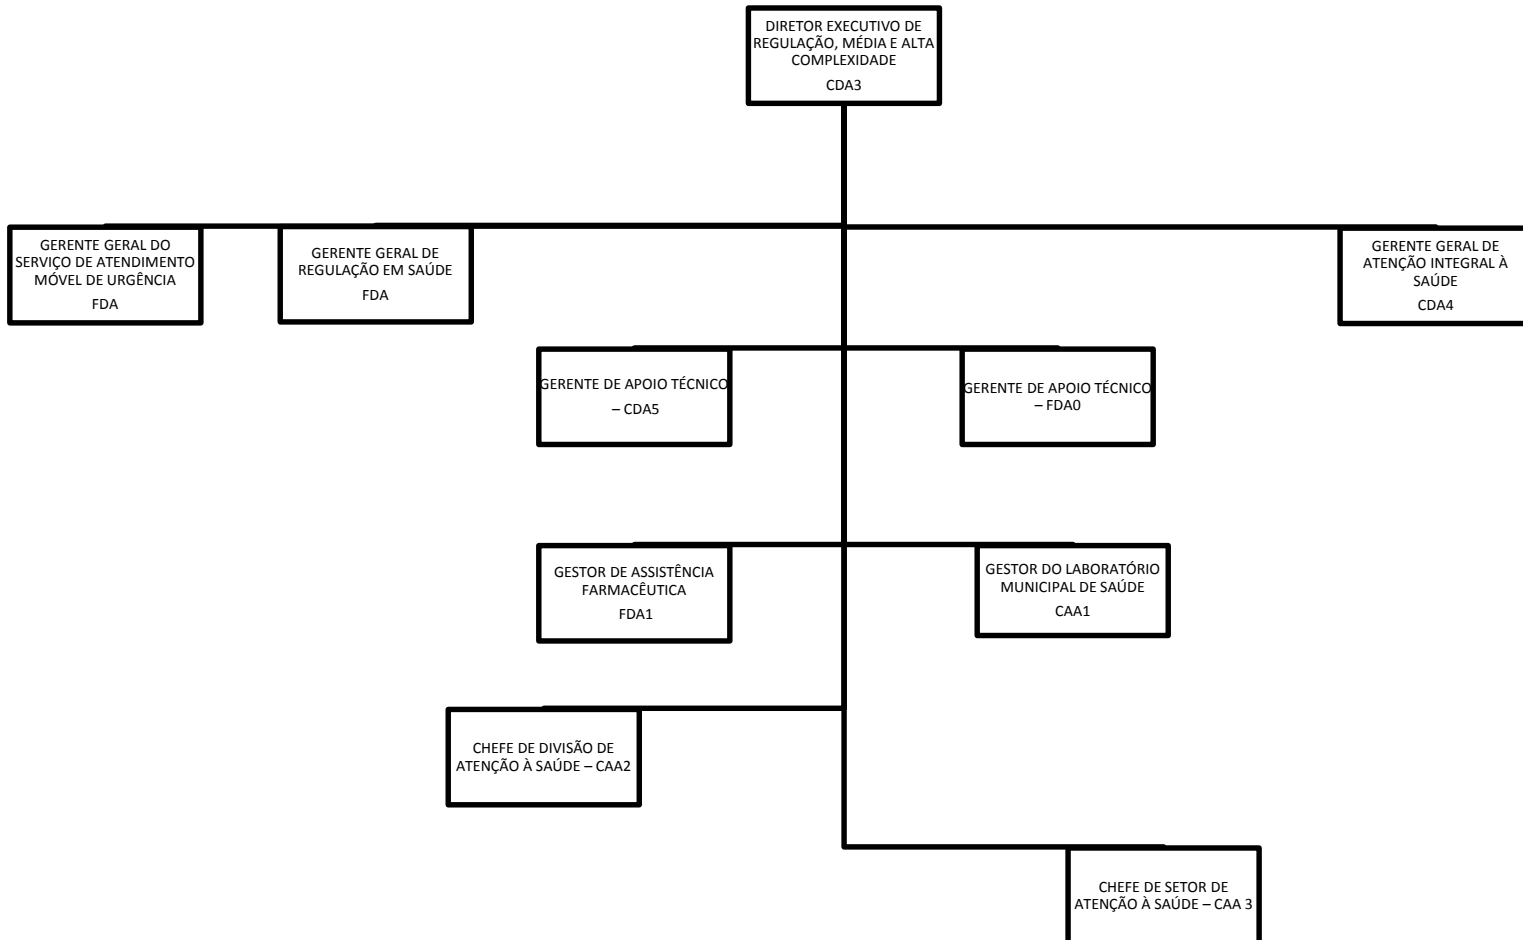 DIRETOR EXECUTIVO DE
REGULAÇÃO, MÉDIA E ALTA
COMPLEXIDADE
CDA3
GERENTE GERAL DO
SERVIÇO DE ATENDIMENTO
MÓVEL DE URGÊNCIA
FDA
GERENTE GERAL DE
REGULAÇÃO EM SAÚDE
FDA
GERENTE GERAL DE
ATENÇÃO INTEGRAL À
SAÚDE
CDA4
GERENTE DE APOIO TÉCNICO
– CDA5
GERENTE DE APOIO TÉCNICO
– FDA0
GESTOR DE ASSISTÊNCIA
FARMACÊUTICA
FDA1
GESTOR DO LABORATÓRIO
MUNICIPAL DE SAÚDE
CAA1
CHEFE DE DIVISÃO DE
ATENÇÃO À SAÚDE – CAA2
CHEFE DE SETOR DE
ATENÇÃO À SAÚDE – CAA 3